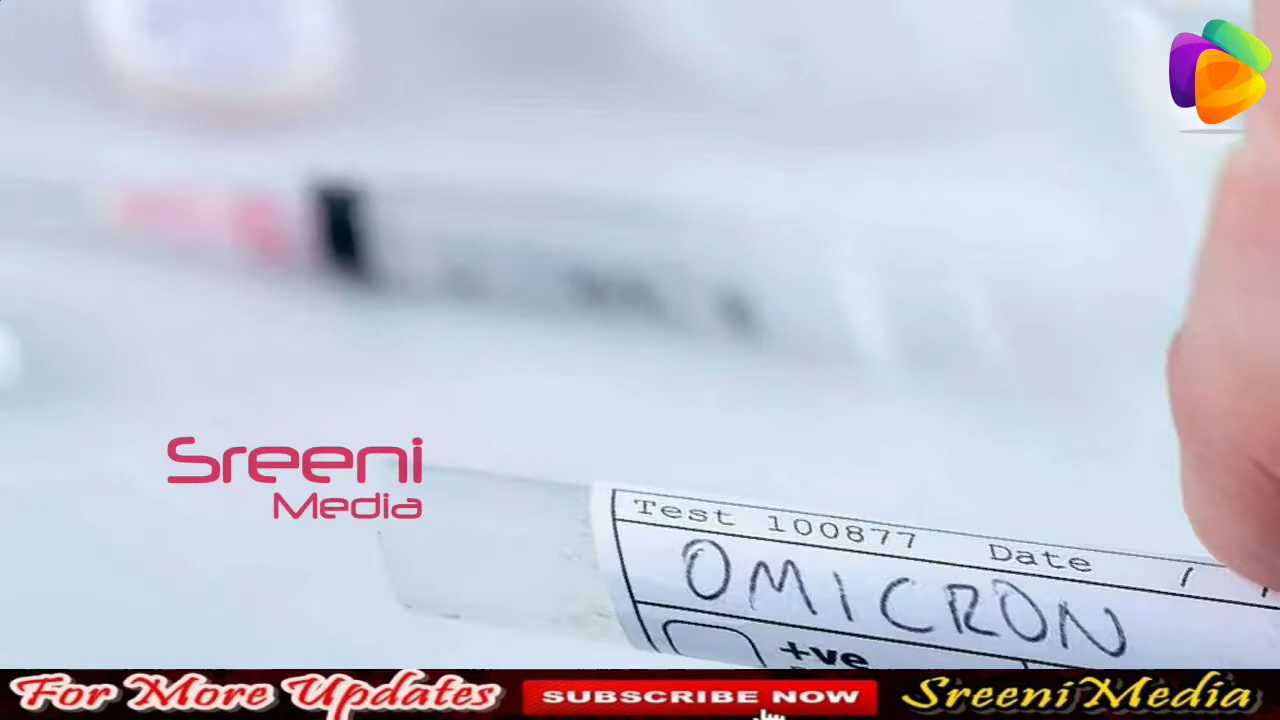 Sreeni
Media
Test 100877 Date / /
OMICRON
+ve
For More Updates SUBSCRIBE NOW Sreeni Media